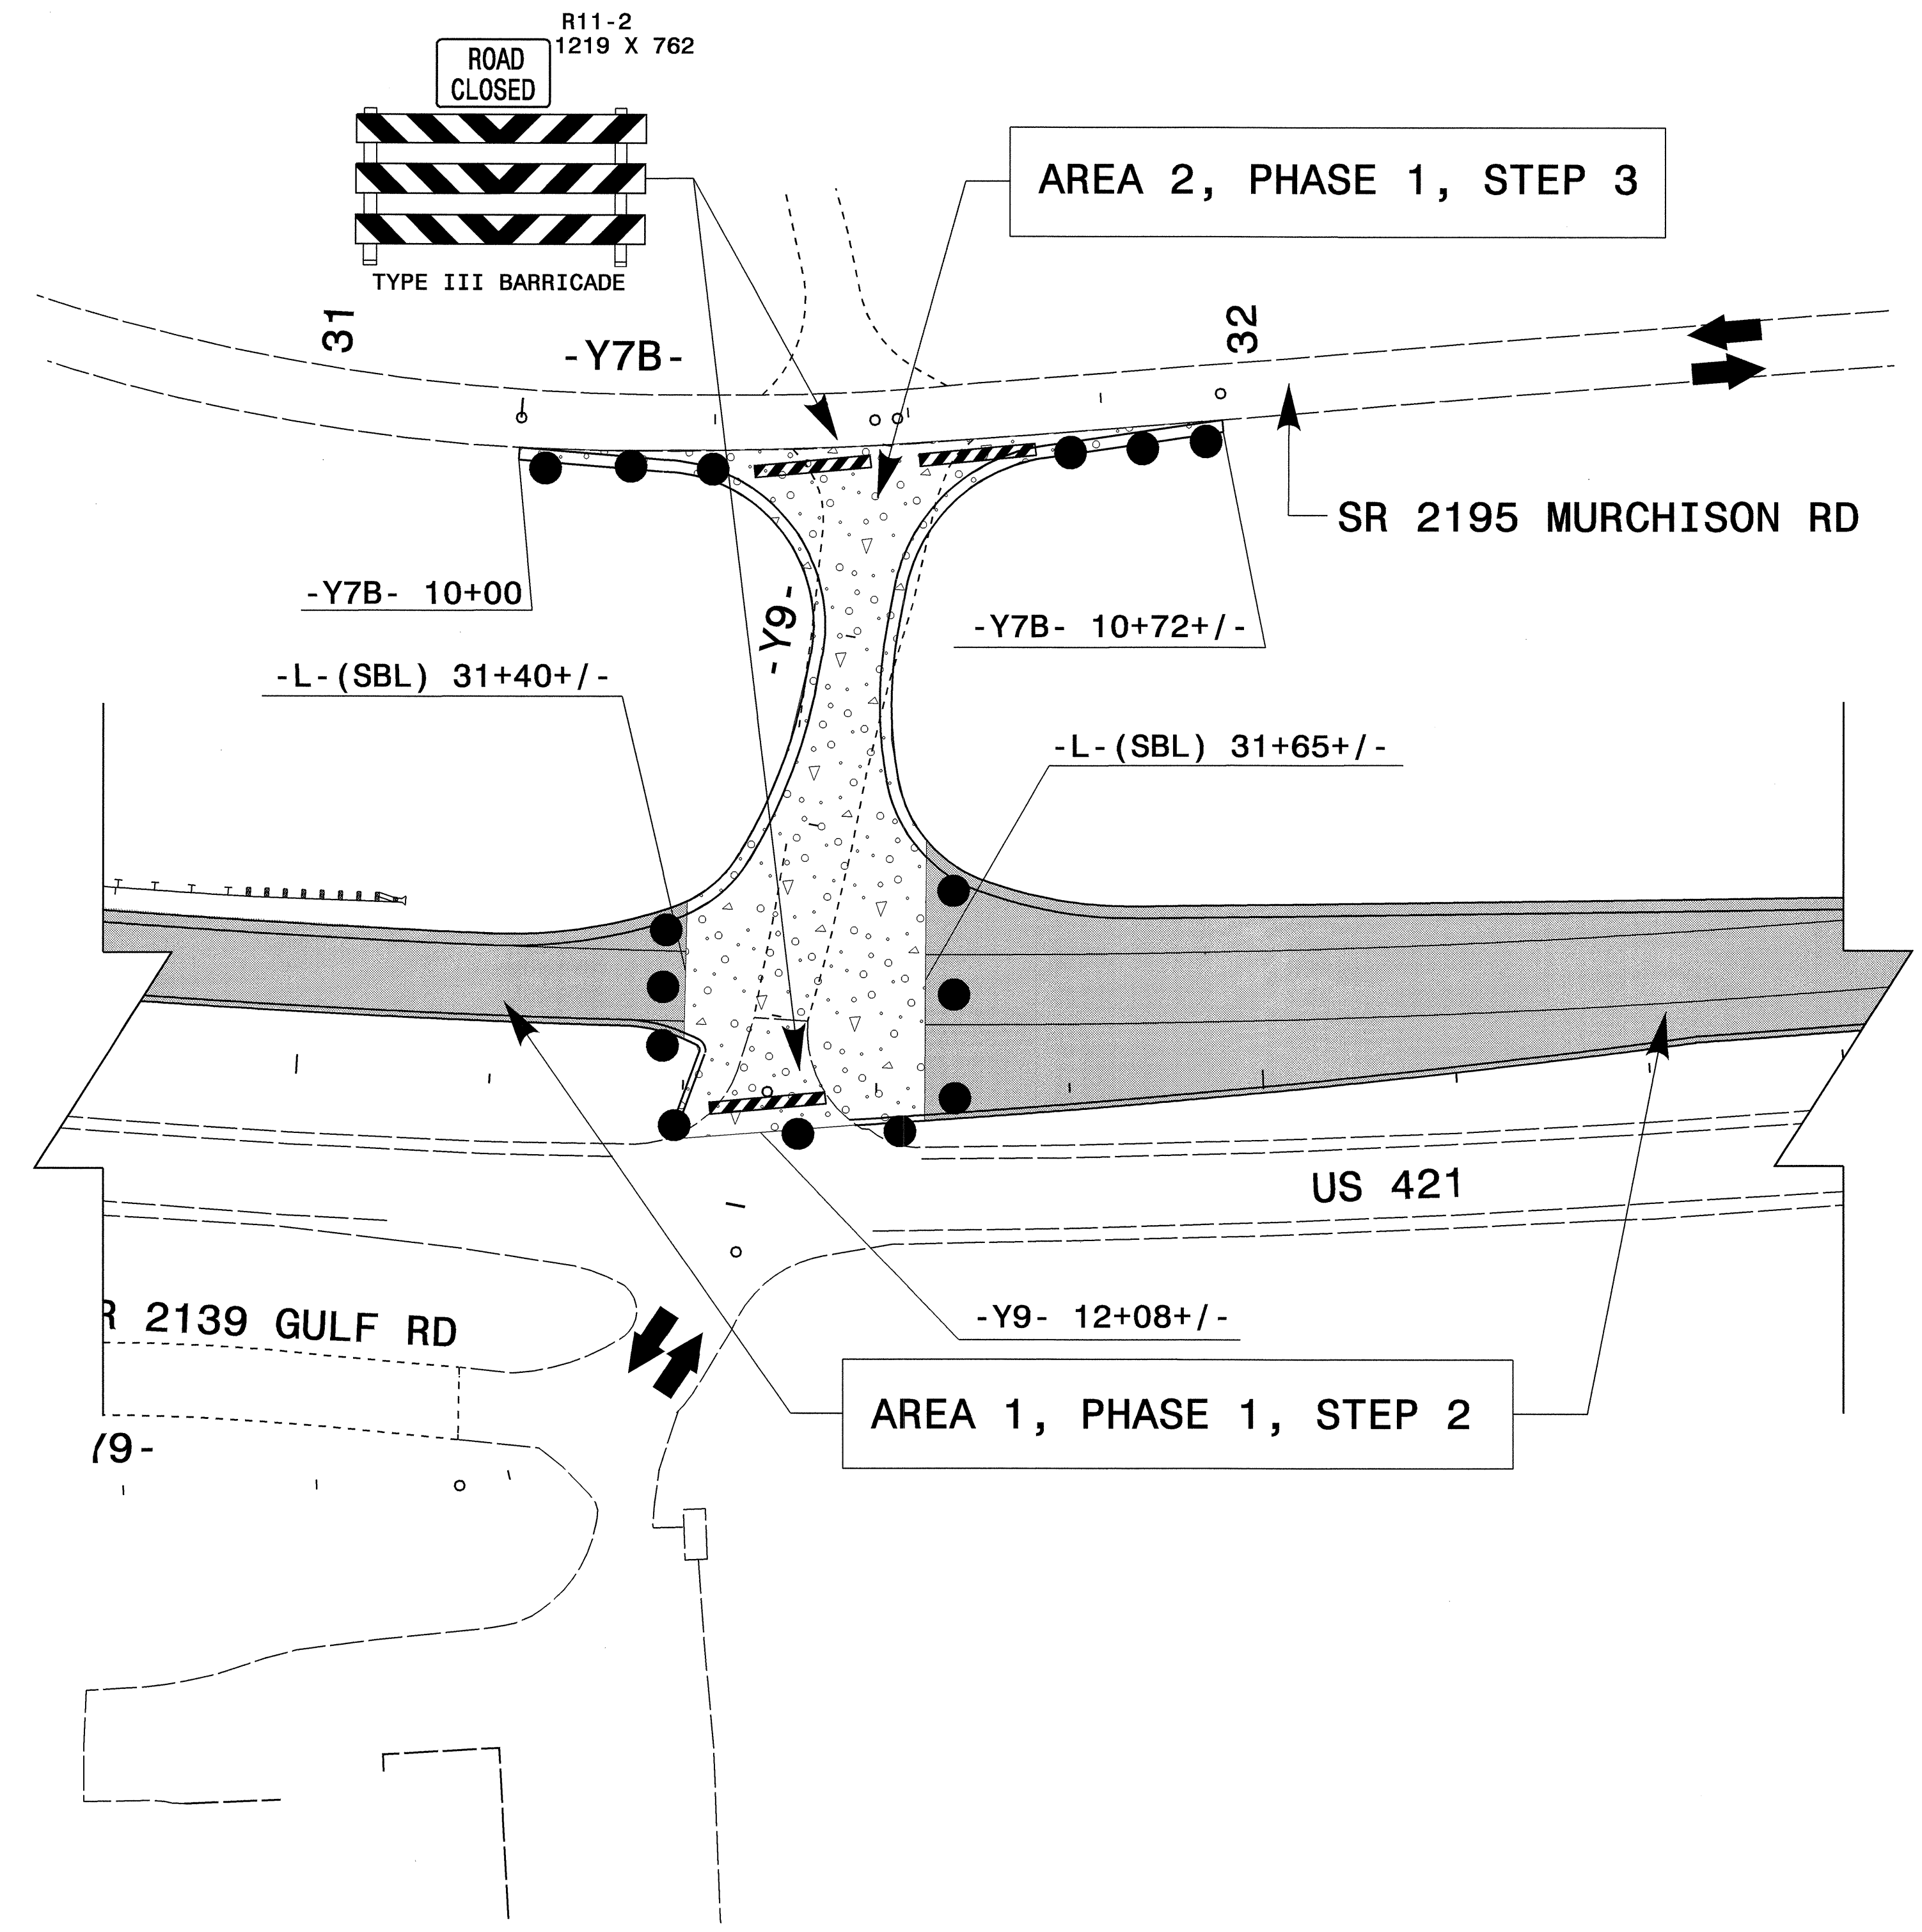 R11-2
1219 X 762
ROAD
CLOSED
TYPE III BARRICADE
AREA 2, PHASE 1, STEP 3
31
-Y7B-
32
SR 2195 MURCHISON RD
-Y7B- 10+00
-Y9-
-Y7B- 10+72+/-
-L-(SBL) 31+40+/-
-L-(SBL) 31+65+/-
US 421
R 2139 GULF RD
-Y9- 12+08+/-
AREA 1, PHASE 1, STEP 2
Y9-